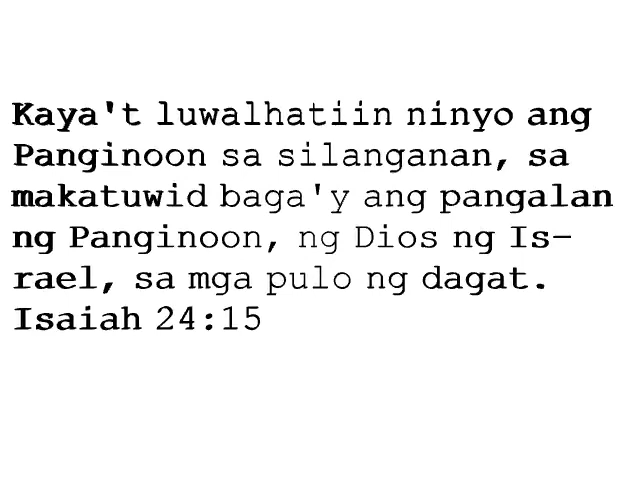 Kaya't luwalhatiin ninyo ang
Panginoon sa silanganan, sa
makatuwid baga'y ang pangalan
ng Panginoon, ng Dios ng Is-
rael, sa mga pulo ng dagat.
Isaiah 24:15